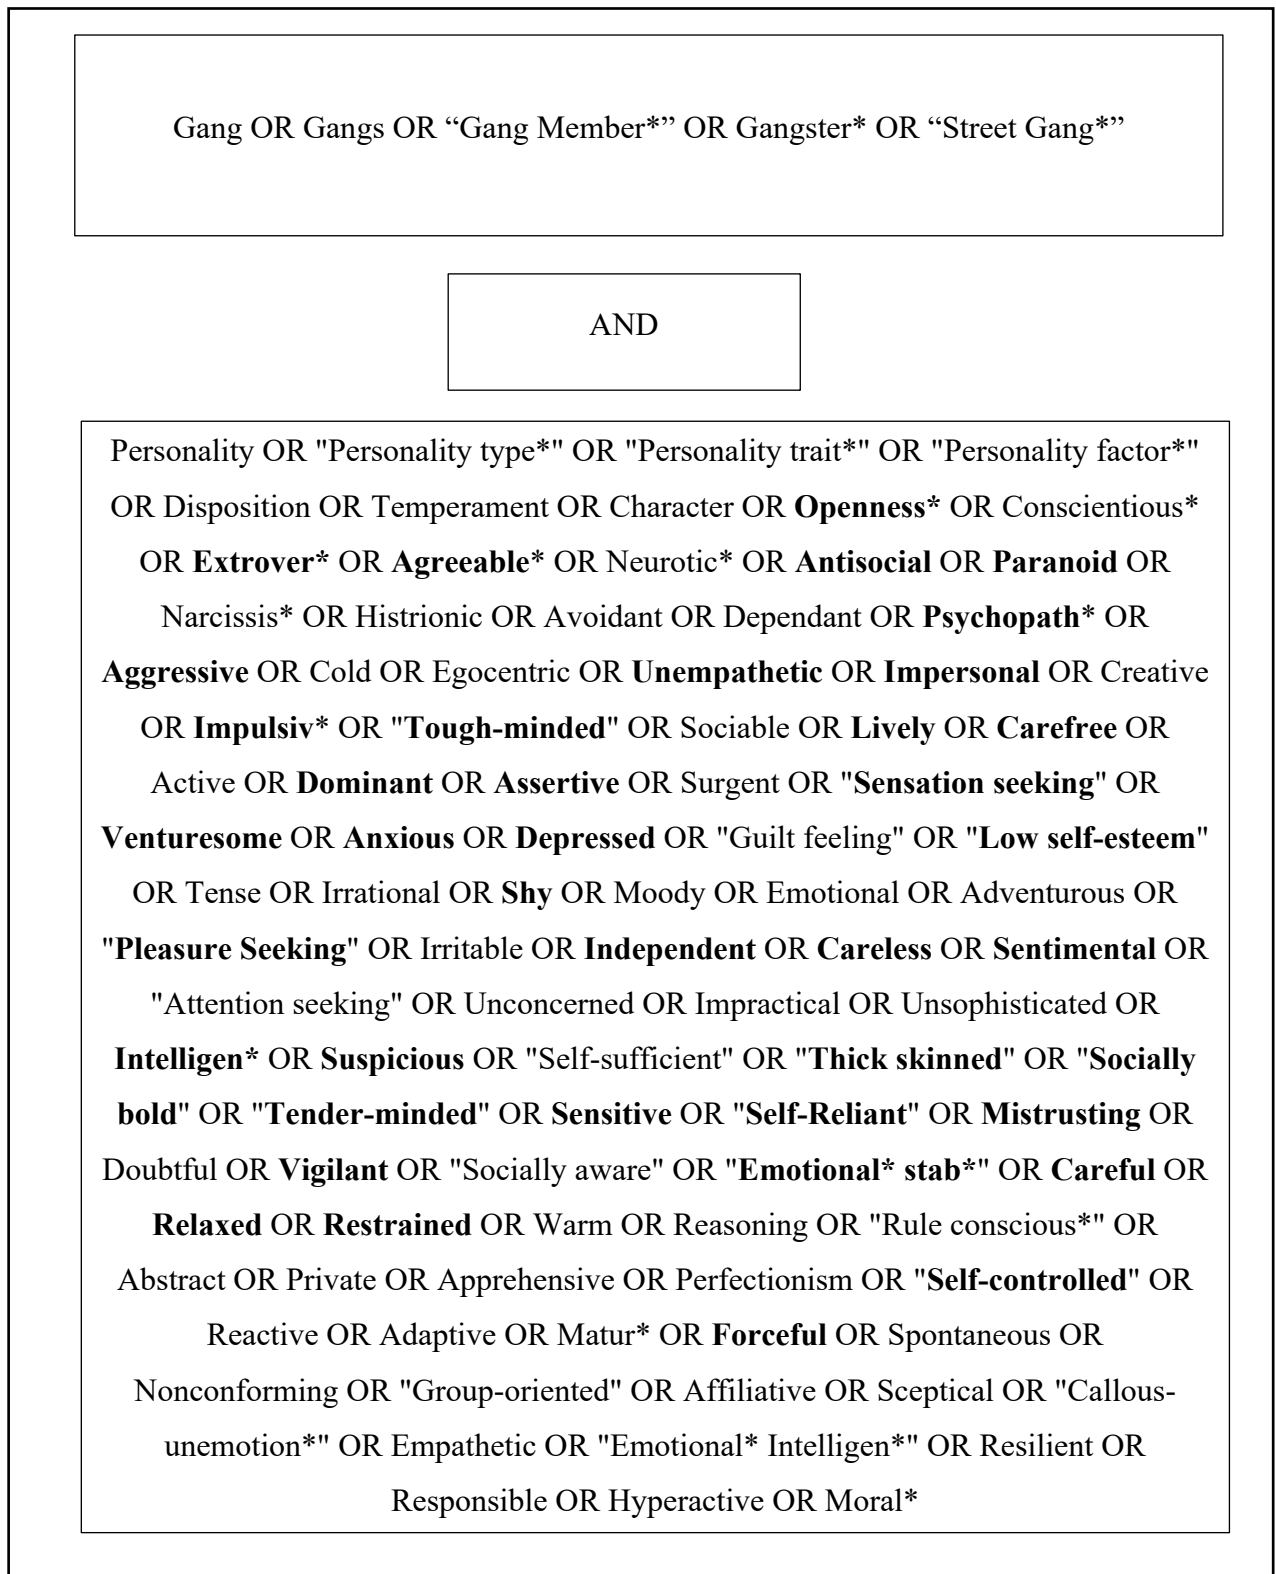 Gang OR Gangs OR “Gang Member*” OR Gangster* OR “Street Gang*”
AND
Personality OR "Personality type*" OR "Personality trait*" OR "Personality factor*"
OR Disposition OR Temperament OR Character OR Openness* OR Conscientious*
OR Extrover* OR Agreeable* OR Neurotic* OR Antisocial OR Paranoid OR
Narcissis* OR Histrionic OR Avoidant OR Dependant OR Psychopath* OR
Aggressive OR Cold OR Egocentric OR Unempathetic OR Impersonal OR Creative
OR Impulsiv* OR "Tough-minded" OR Sociable OR Lively OR Carefree OR
Active OR Dominant OR Assertive OR Surgent OR "Sensation seeking" OR
Venturesome OR Anxious OR Depressed OR "Guilt feeling" OR "Low self-esteem"
OR Tense OR Irrational OR Shy OR Moody OR Emotional OR Adventurous OR
"Pleasure Seeking" OR Irritable OR Independent OR Careless OR Sentimental OR
"Attention seeking" OR Unconcerned OR Impractical OR Unsophisticated OR
Intelligen* OR Suspicious OR "Self-sufficient" OR "Thick skinned" OR "Socially
bold" OR "Tender-minded" OR Sensitive OR "Self-Reliant" OR Mistrusting OR
Doubtful OR Vigilant OR "Socially aware" OR "Emotional* stab*" OR Careful OR
Relaxed OR Restrained OR Warm OR Reasoning OR "Rule conscious*" OR
Abstract OR Private OR Apprehensive OR Perfectionism OR "Self-controlled" OR
Reactive OR Adaptive OR Matur* OR Forceful OR Spontaneous OR
Nonconforming OR "Group-oriented" OR Affiliative OR Sceptical OR "Callous-
unemotion*" OR Empathetic OR "Emotional* Intelligen*" OR Resilient OR
Responsible OR Hyperactive OR Moral*